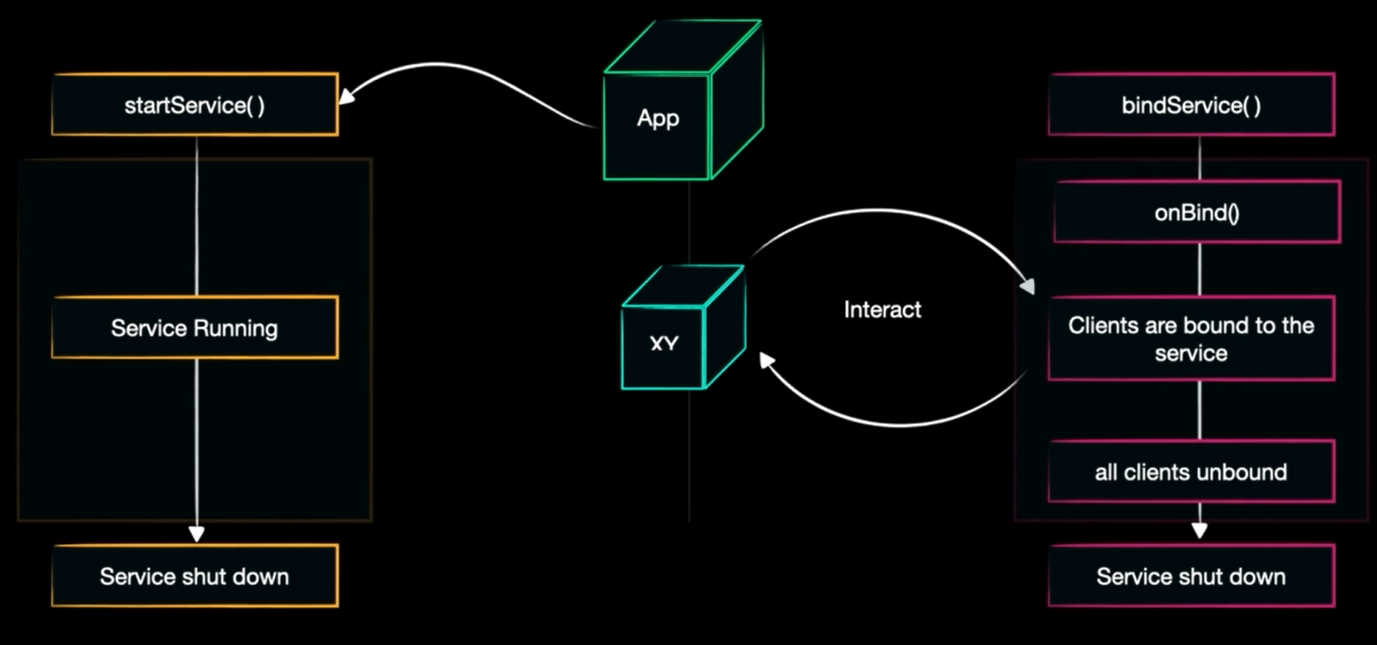 startService( )
App
bindService( )
onBind()
XY
Interact
Service Running
Clients are bound to the
service
all clients unbound
Service shut down
Service shut down